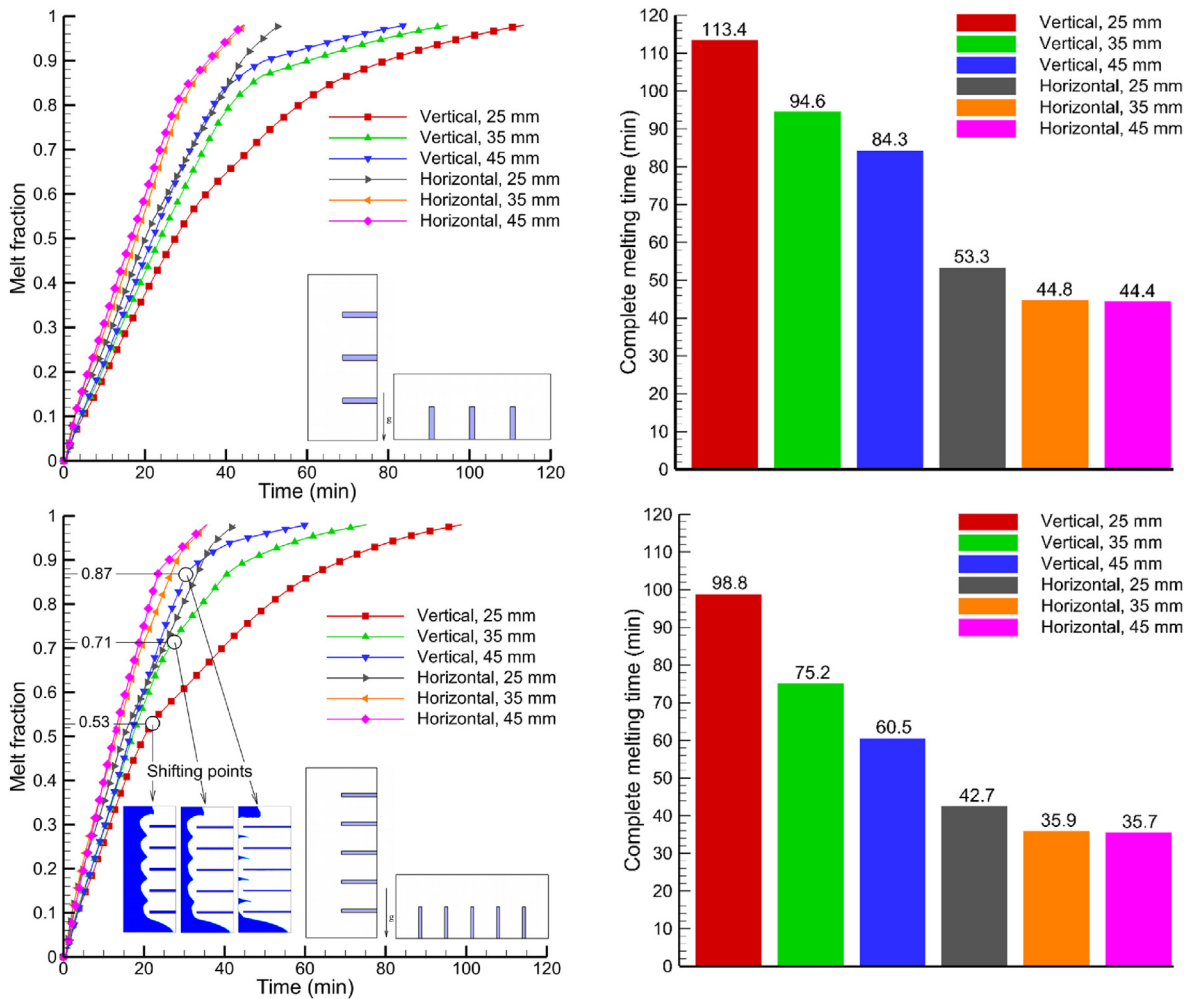 Melt fraction
1
0.9
0.8
0.7
0.6
0.5
0.4
0.3
0.2
0.1
0
0 20 40 60 80 100 120
Time (min)
Vertical, 25 mm
Vertical, 35 mm
Vertical, 45 mm
Horizontal, 25 mm
Horizontal, 35 mm
Horizontal, 45 mm
g
Complete melting time (min)
120
110
100
90
80
70
60
50
40
30
20
10
0
113.4
94.6
84.3
53.3
44.8
44.4
Vertical, 25 mm
Vertical, 35 mm
Vertical, 45 mm
Horizontal, 25 mm
Horizontal, 35 mm
Horizontal, 45 mm
Melt fraction
1
0.9
0.8
0.7
0.6
0.5
0.4
0.3
0.2
0.1
0
0 20 40 60 80 100 120
Time (min)
0.87
0.71
0.53
Shifting points
Vertical, 25 mm
Vertical, 35 mm
Vertical, 45 mm
Horizontal, 25 mm
Horizontal, 35 mm
Horizontal, 45 mm
g
Complete melting time (min)
120
110
100
90
80
70
60
50
40
30
20
10
0
98.8
75.2
60.5
42.7
35.9
35.7
Vertical, 25 mm
Vertical, 35 mm
Vertical, 45 mm
Horizontal, 25 mm
Horizontal, 35 mm
Horizontal, 45 mm